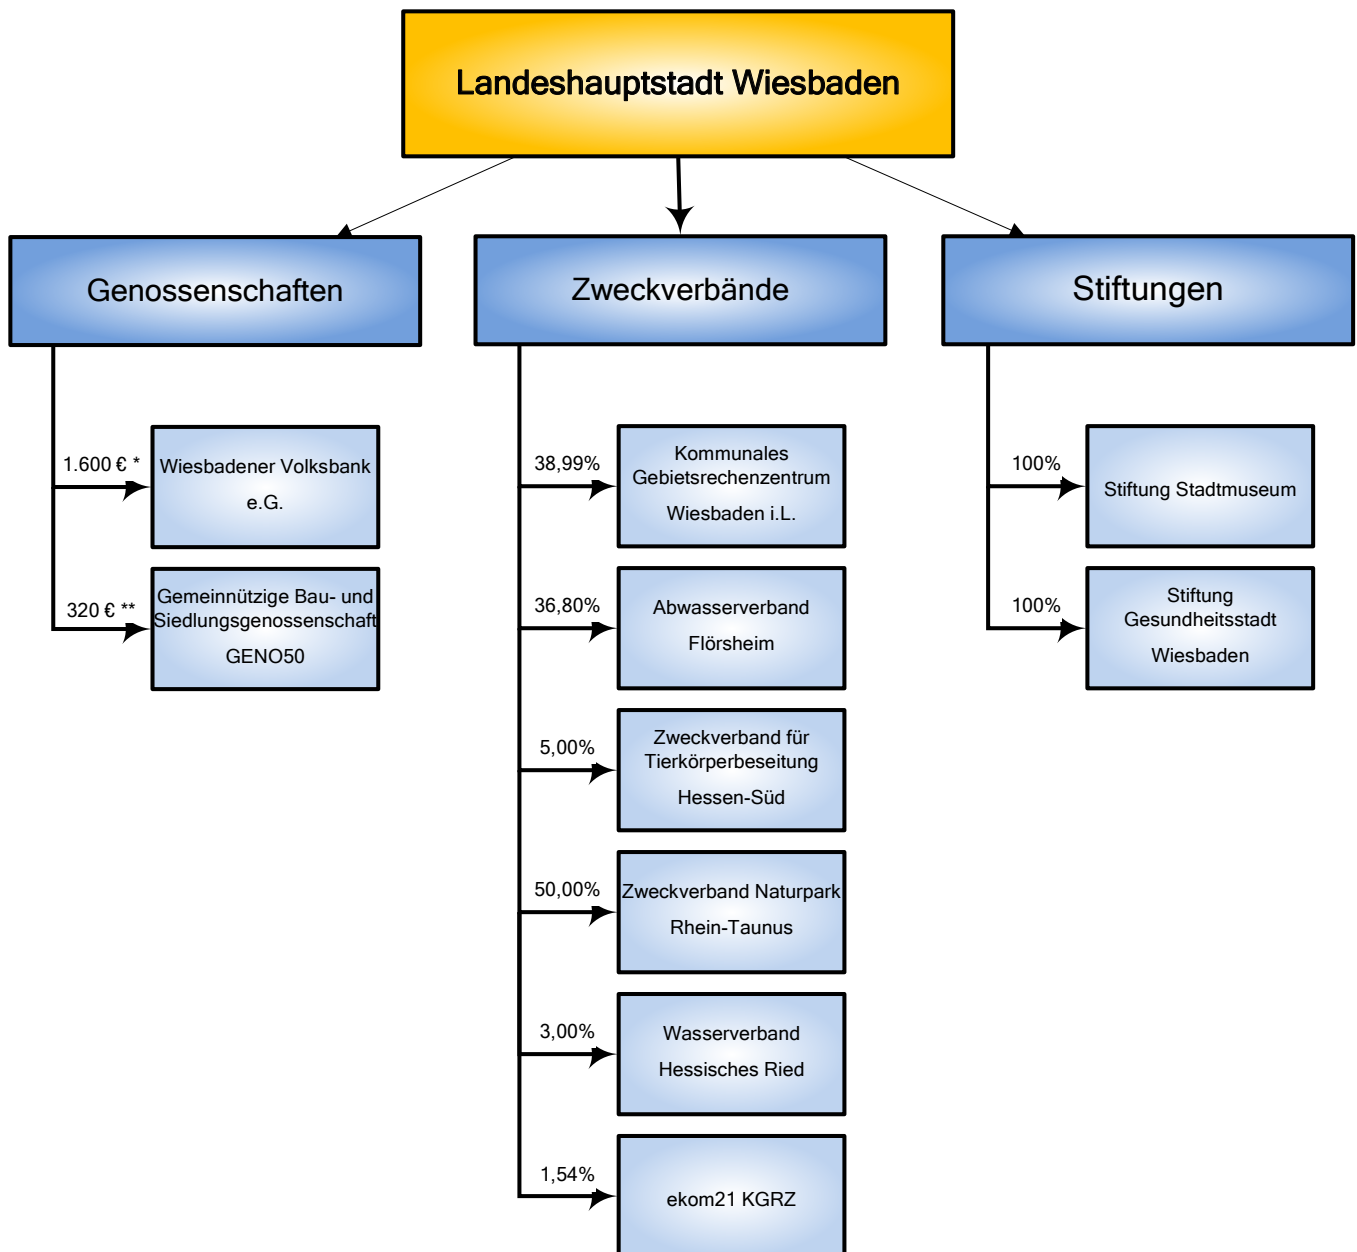 Landeshauptstadt Wiesbaden
Genossenschaften
1.600 € *
Wiesbadener Volksbank
e.G.
320 € **
Gemeinnützige Bau- und
Siedlungsgenossenschaft
GENO50
Zweckverbände
38,99%
Kommunales
Gebietsrechenzentrum
Wiesbaden i.L.
36,80%
Abwasserverband
Flörsheim
5,00%
Zweckverband für
Tierkörperbeseitung
Hessen-Süd
50,00%
Zweckverband Naturpark
Rhein-Taunus
3,00%
Wasserverband
Hessisches Ried
1,54%
ekom21 KGRZ
Stiftungen
100%
Stiftung Stadtmuseum
100%
Stiftung
Gesundheitsstadt
Wiesbaden